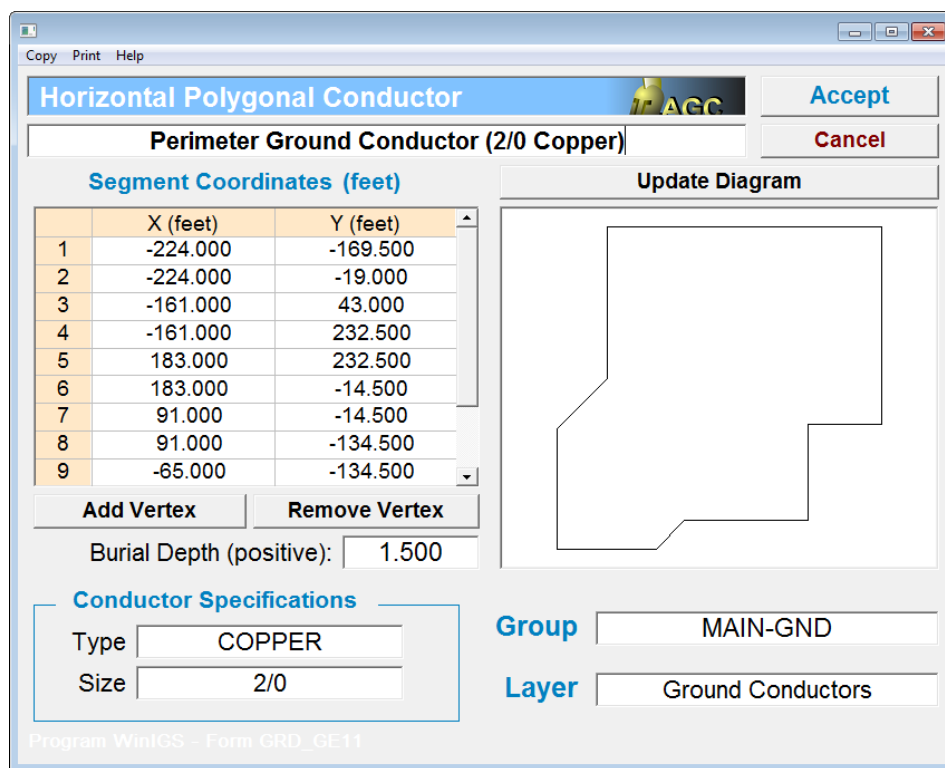 Copy Print Help
Horizontal Polygonal Conductor
AGC
Accept
Perimeter Ground Conductor (2/0 Copper)
Cancel
Segment Coordinates (feet)
Update Diagram
X (feet) Y (feet)
1 -224.000 -169.500
2 -224.000 -19.000
3 -161.000 43.000
4 -161.000 232.500
5 183.000 232.500
6 183.000 -14.500
7 91.000 -14.500
8 91.000 -134.500
9 -65.000 -134.500
Add Vertex Remove Vertex
Burial Depth (positive): 1.500
Conductor Specifications
Type COPPER
Size 2/0
Group MAIN-GND
Layer Ground Conductors
Program WinIGS - Form GRD_GE11